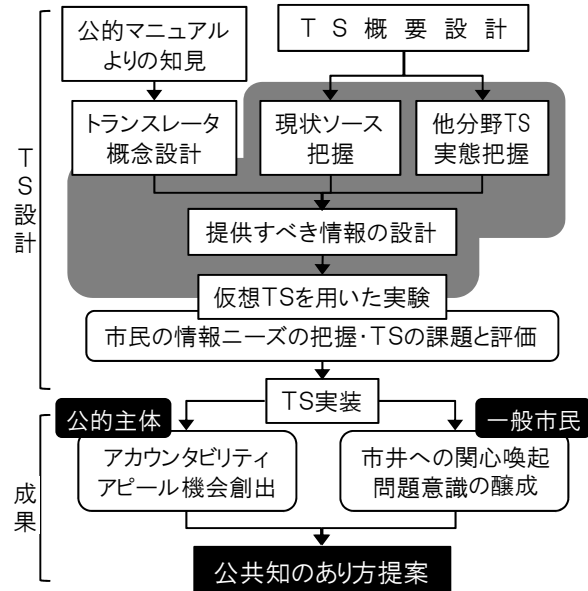 公的マニュアル
よりの知見
TS概要設計
トランスレータ
概念設計
現状ソース
把握
他分野TS
実態把握
提供すべき情報の設計
仮想TSを用いた実験
市民の情報ニーズの把握・TSの課題と評価
TS設計
TS実装
公的主体
一般市民
アカウンタビリティ
アピール機会創出
市井への関心喚起
問題意識の醸成
成果
公共知のあり方提案